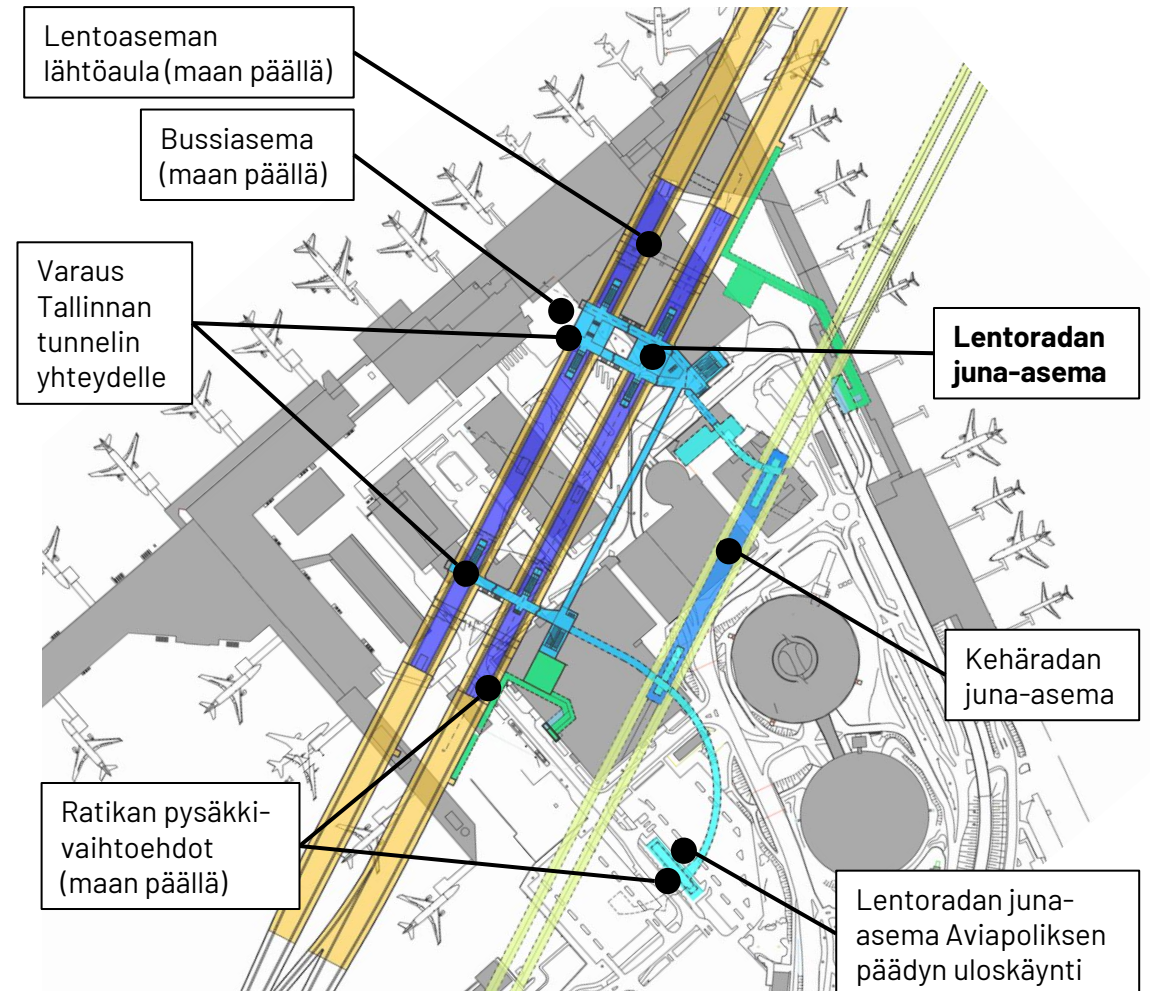 Lentoaseman
lähtöaula (maan päällä)
Bussiasema
(maan päällä)
Varaus
Tallinnan
tunnelin
yhteydelle
Lentoradan
juna-asema
Kehäradan
juna-asema
Ratikan pysäkki-
vaihtoehdot
(maan päällä)
Lentoradan juna-
asema Aviapoliksen
päädyn uloskäynti